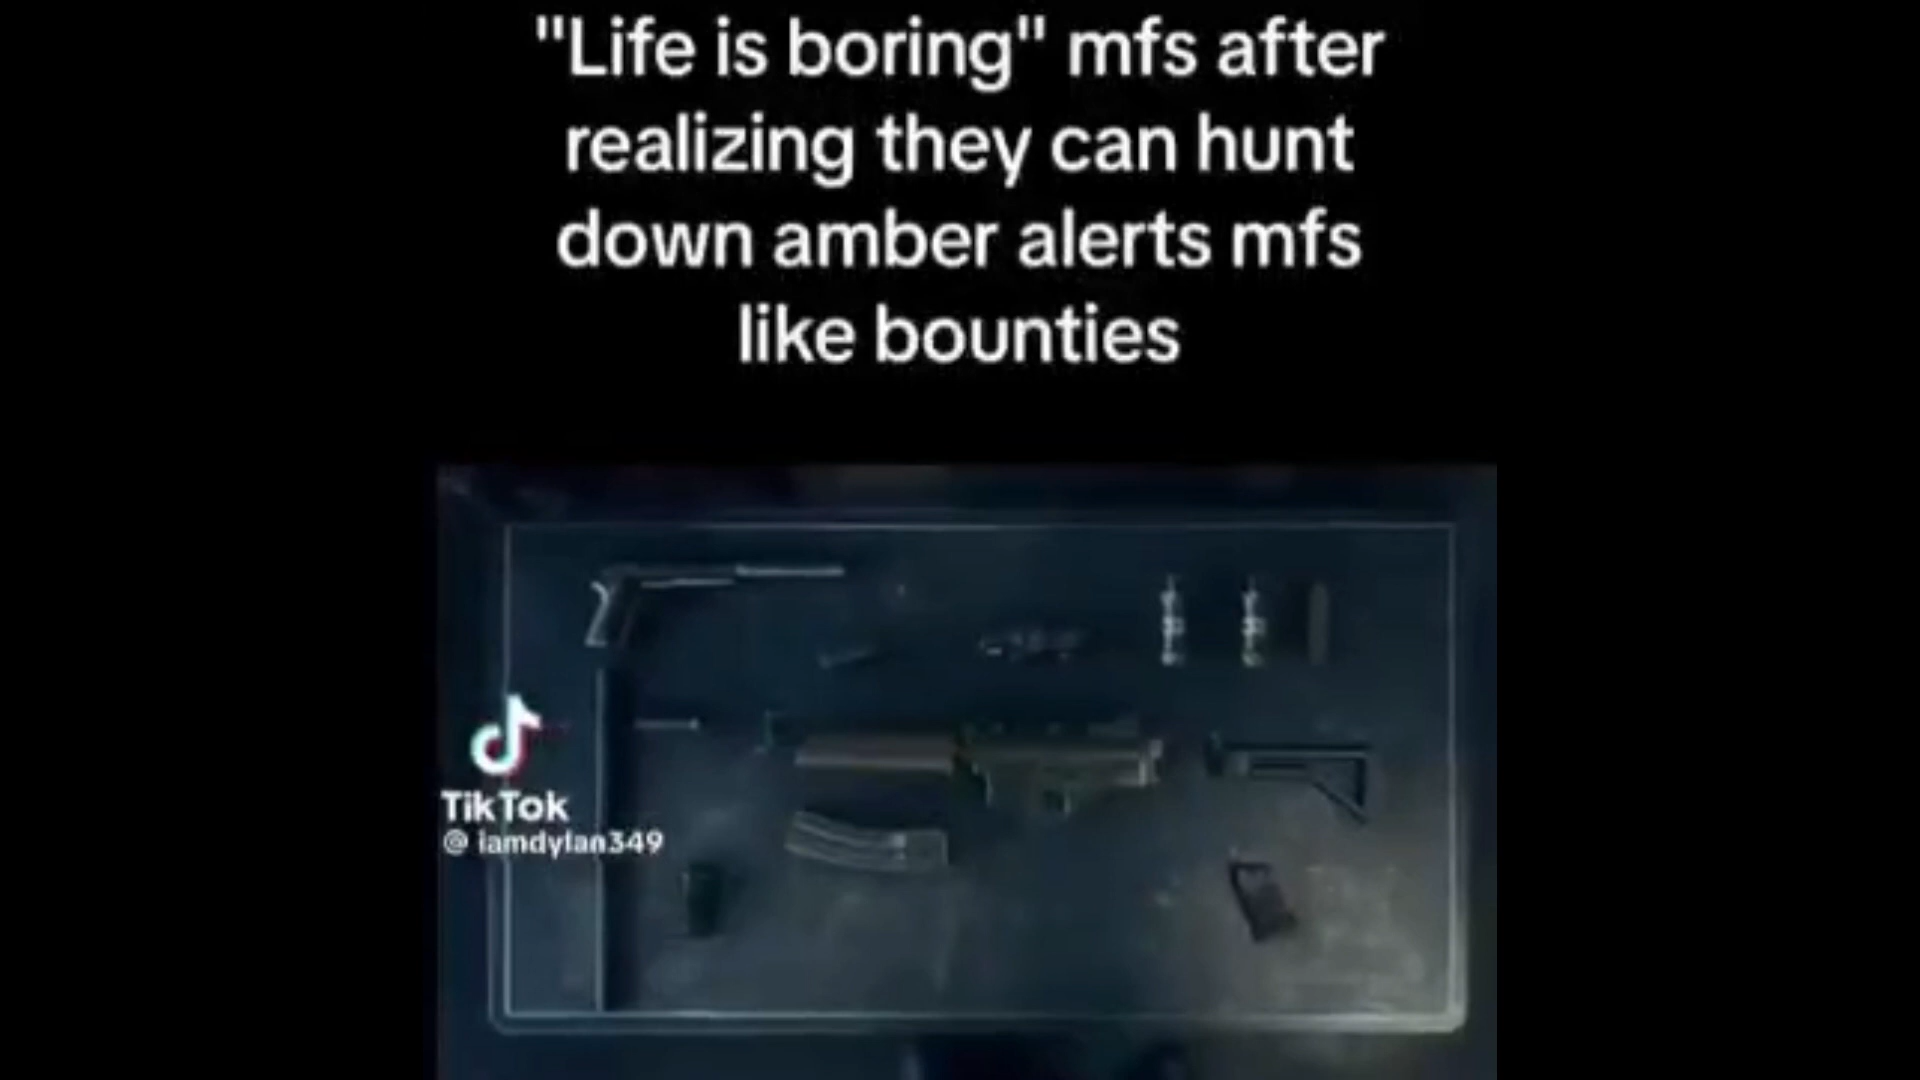 "Life is boring" mfs after
realizing they can hunt
down amber alerts mfs
like bounties
TikTok
@ iamdylan349